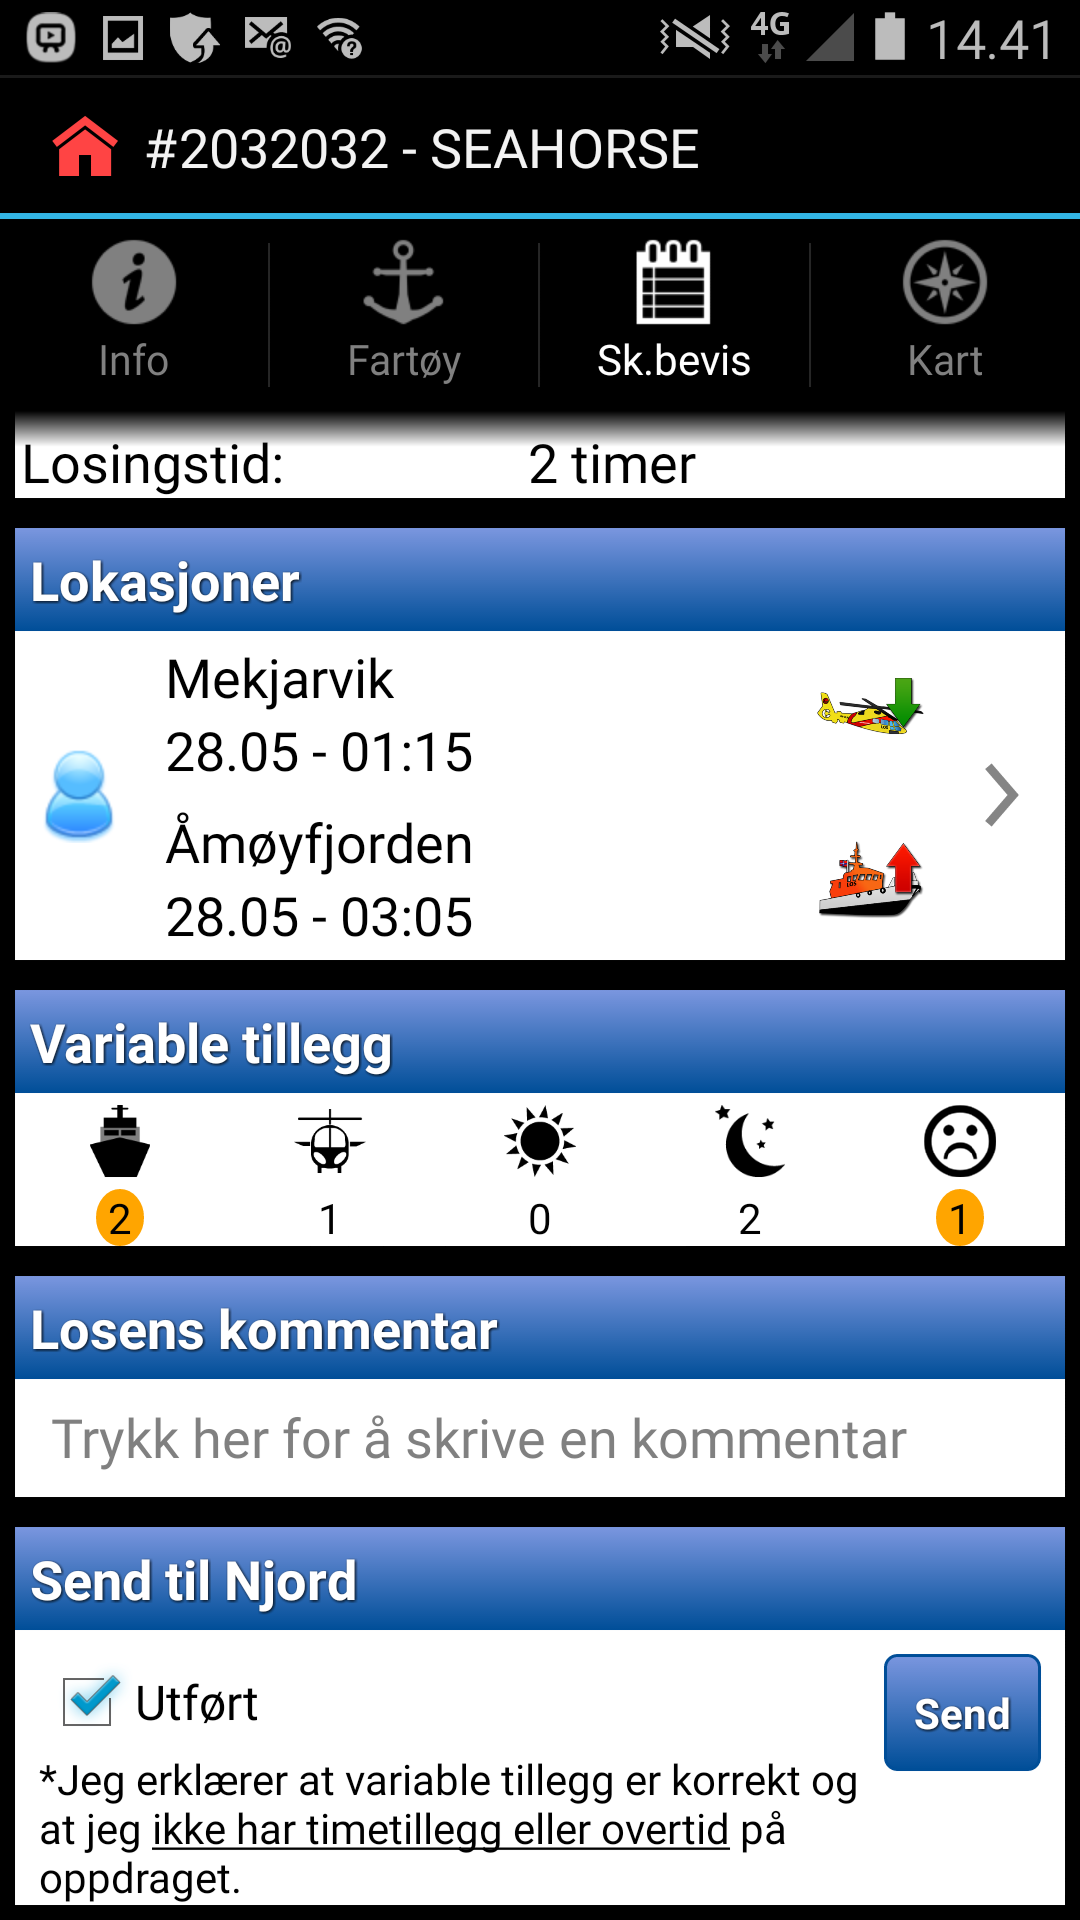 4G
14.41
#2032032 - SEAHORSE
Info
Fartøy
Sk.bevis
Kart
Losingstid: 2 timer
Lokasjoner
Mekjarvik
28.05 - 01:15
Åmøyfjorden
28.05 - 03:05
Variable tillegg
2 1 0 2 1
Losens kommentar
Trykk her for å skrive en kommentar
Send til Njord
Utført
Send
*Jeg erklærer at variable tillegg er korrekt og
at jeg ikke har timetillegg eller overtid på
oppdraget.